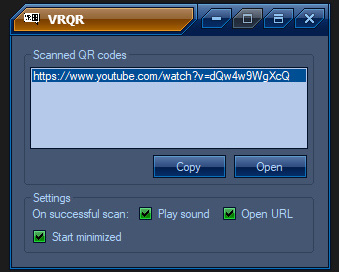 VRQR
Scanned QR codes
https://www.youtube.com/watch?v=dQw4w9WgXcQ
Copy Open
Settings
On successful scan: Play sound Open URL
Start minimized